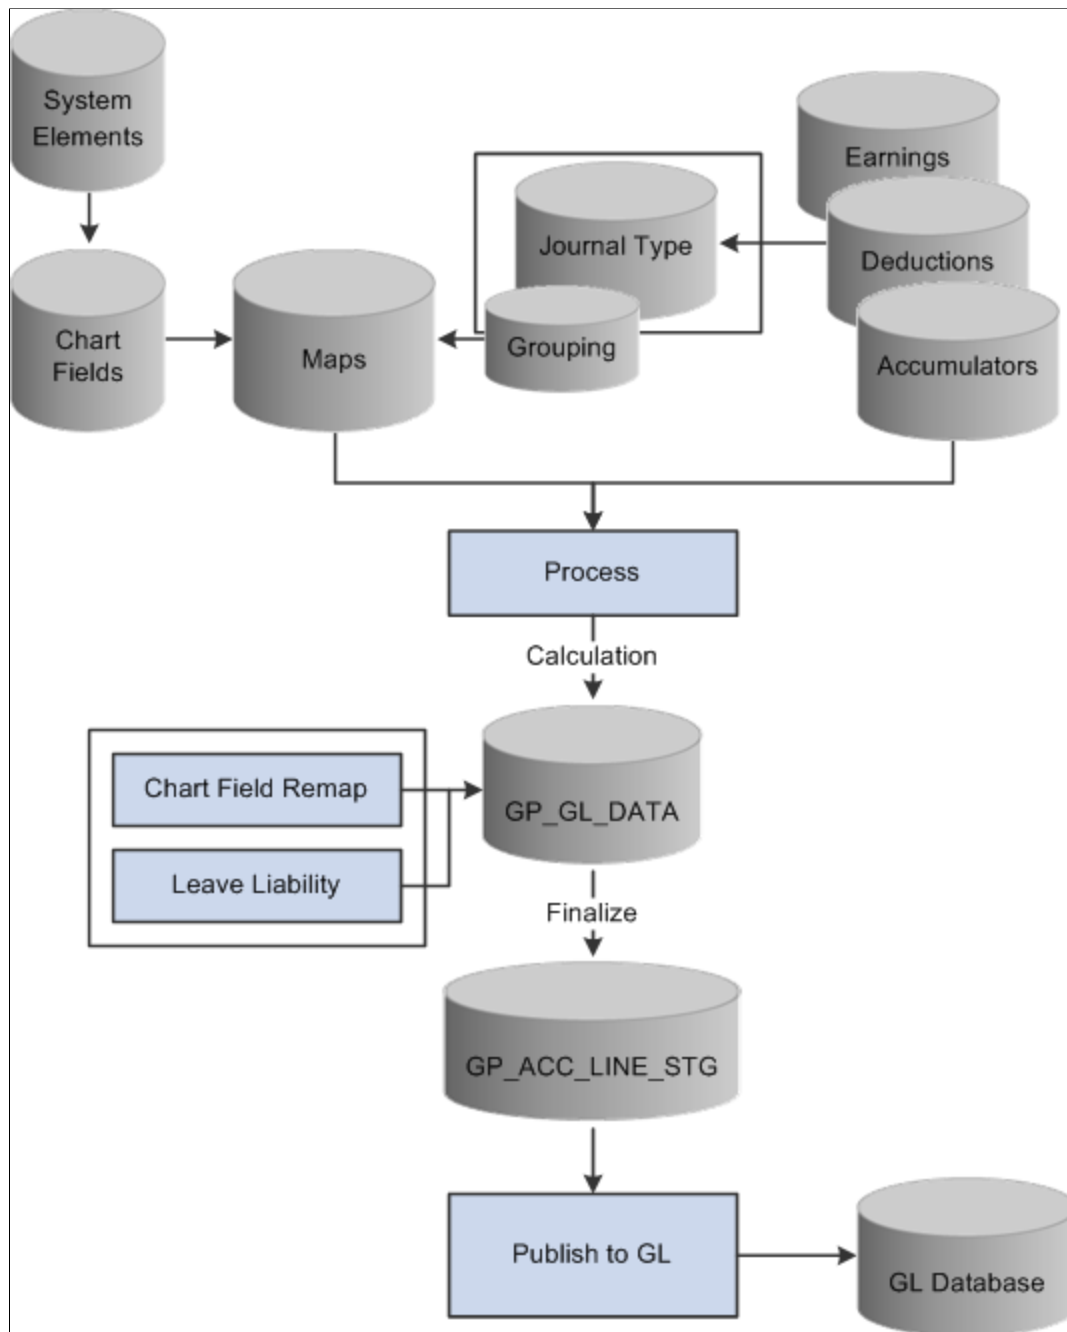 System
Elements
Earnings
Journal Type
Deductions
Chart
Fields
Maps
Grouping
Accumulators
Process
Calculation
Chart Field Remap
GP_GL_DATA
Leave Liability
Finalize
GP_ACC_LINE_STG
Publish to GL
GL Database